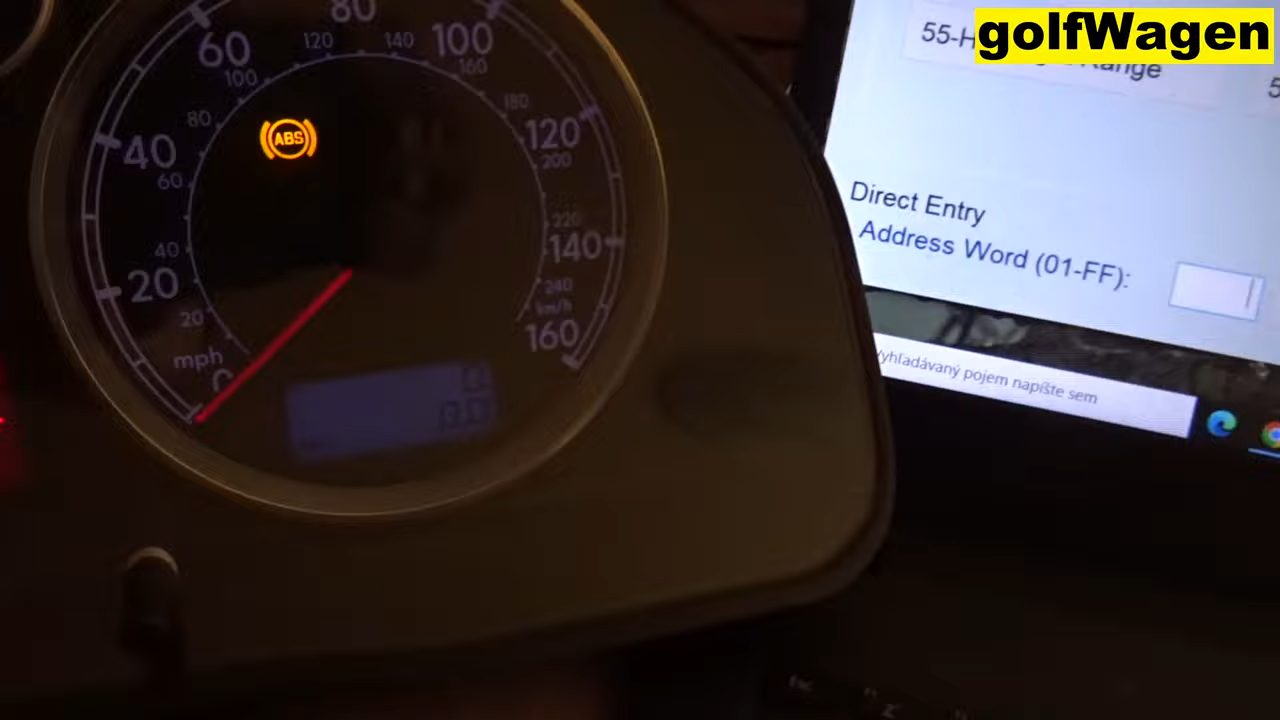 golfWagen
55-H
Range
80
60
120
140
100
100
160
80
180
40
ABS
120
60
200
220
40
140
20
240
20
km/h
160
mph
Direct Entry
Address Word (01-FF):
vyhľadávaný pojem napíšte sem